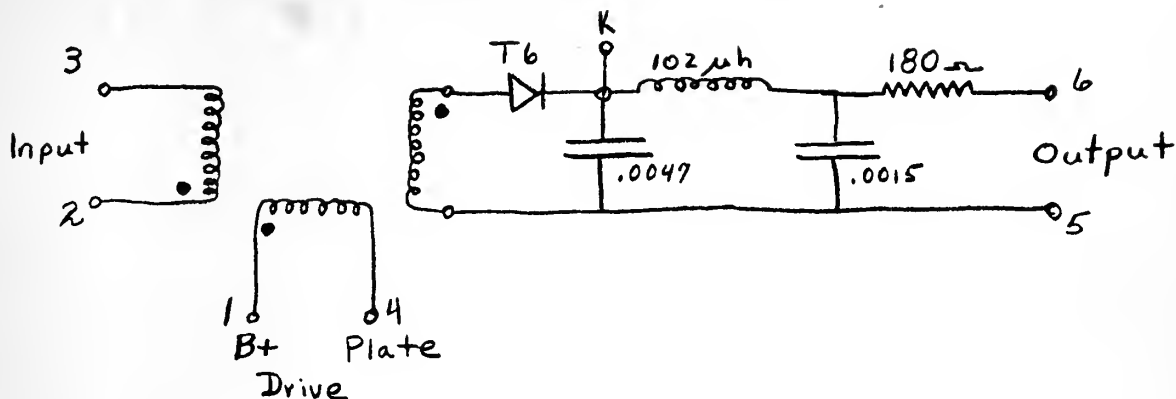 K
T6
102 μh
180 Ω
3
6
Input
.0047
.0015
Output
2
5
1
4
B+
Plate
Drive